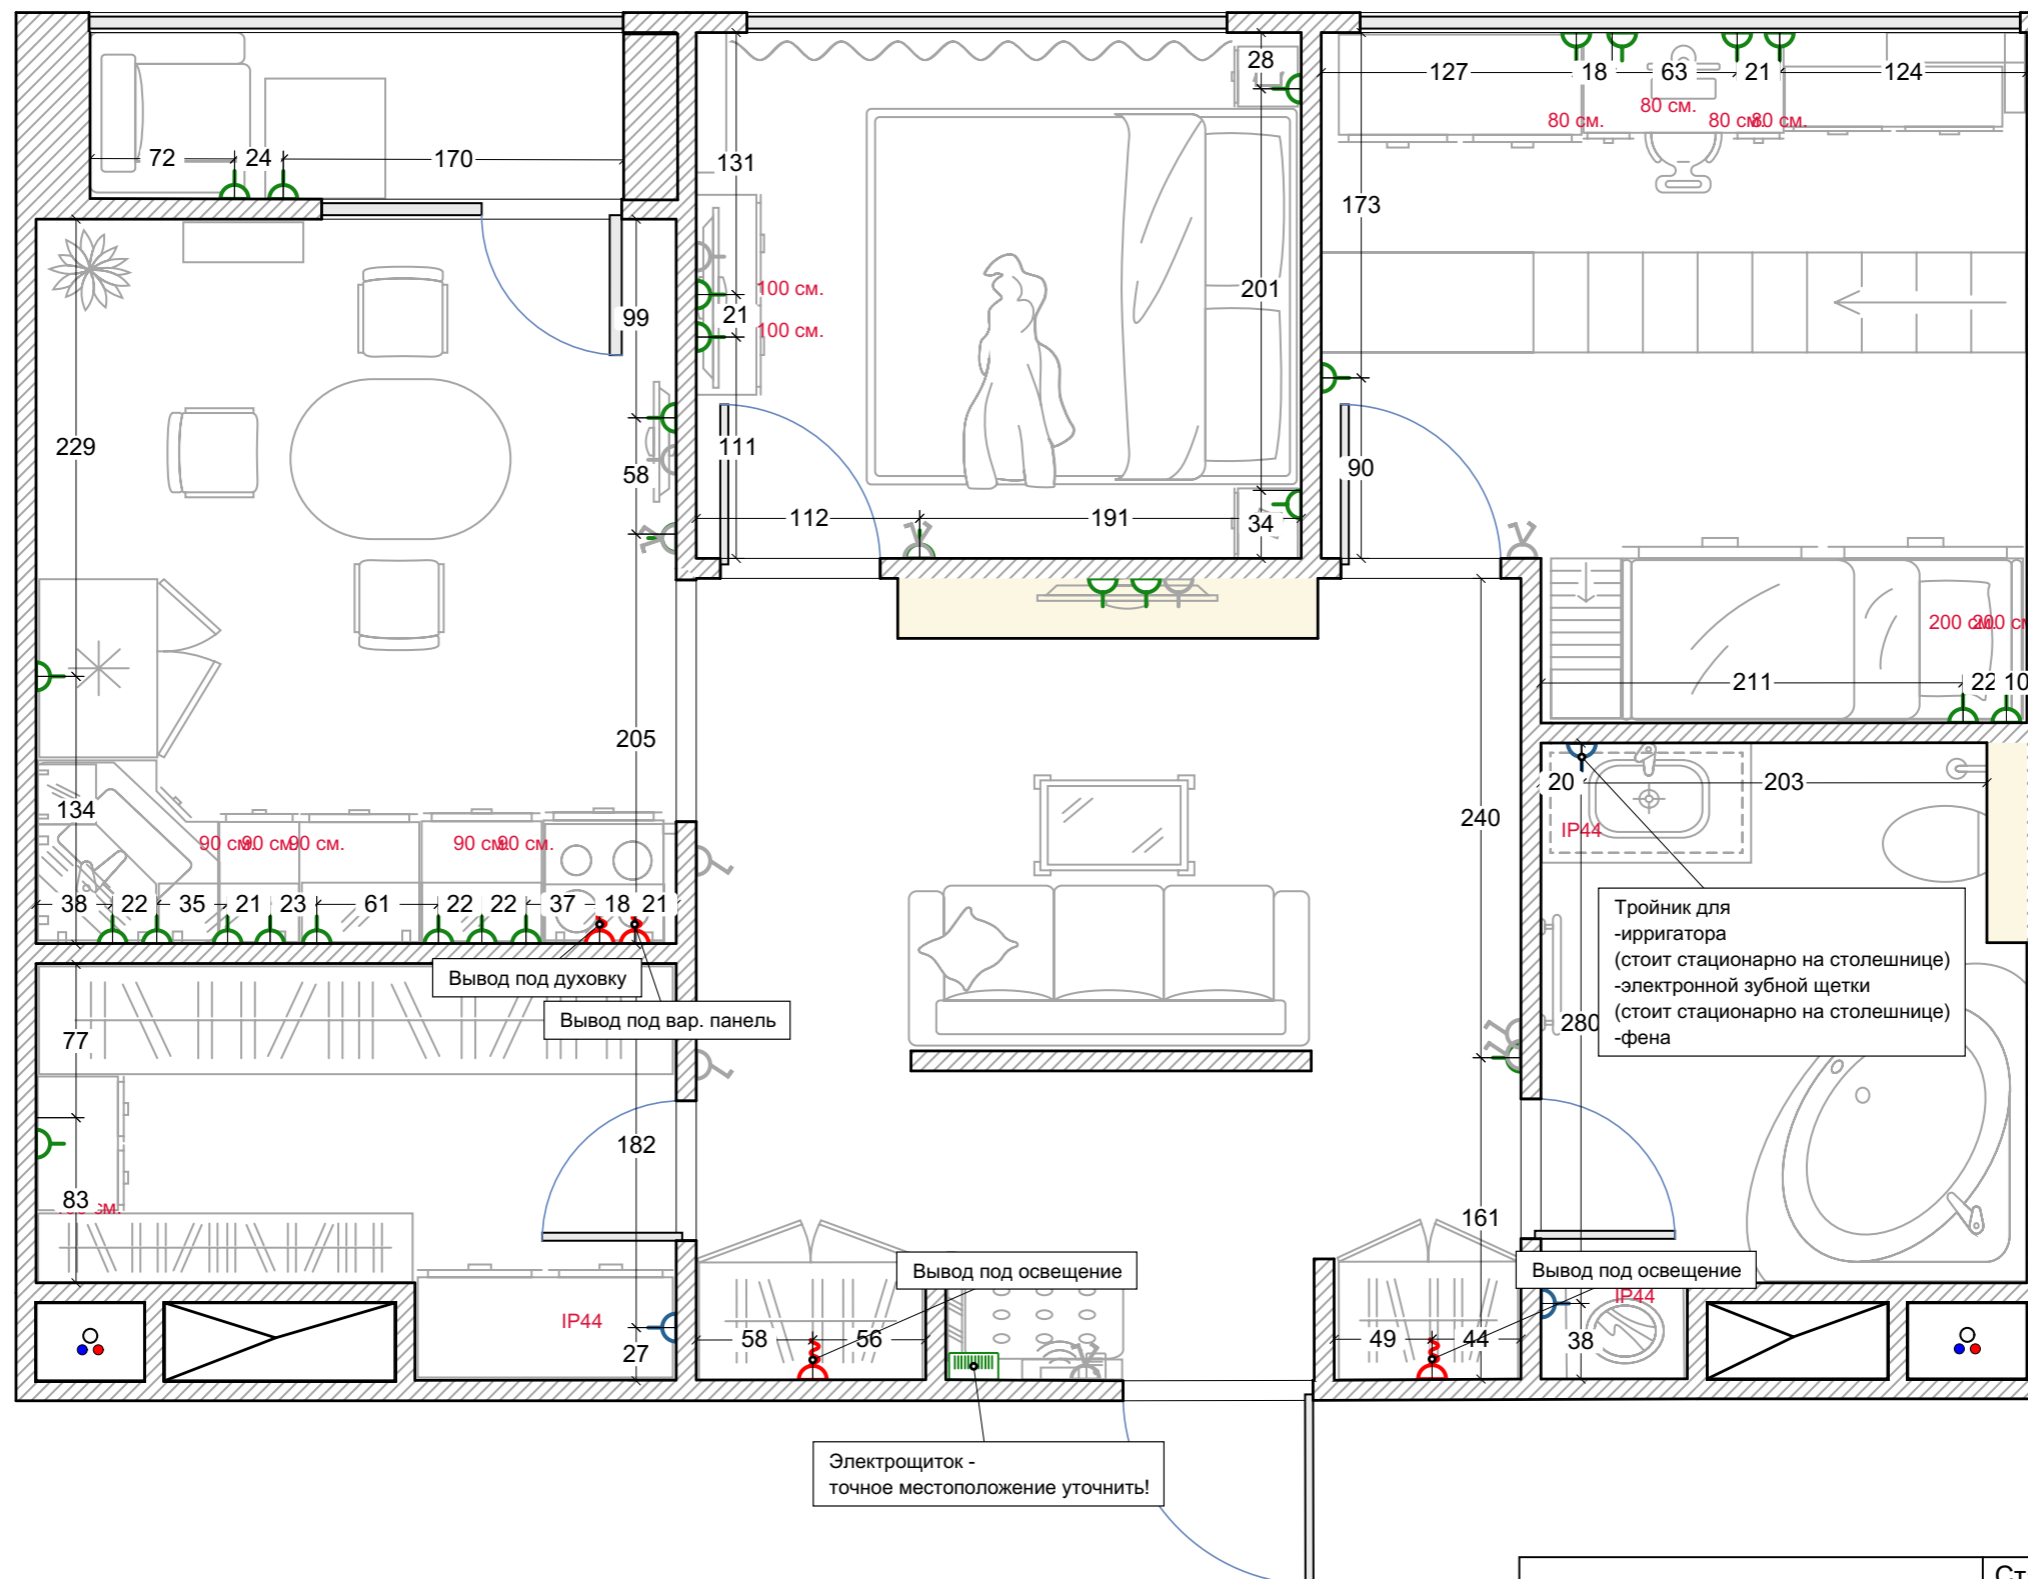 28
127
18
63
21
124
80 см.
80 см.
80 см.
80 см.
72
24
170
131
173
201
100 см.
21
100 см.
99
229
58
111
90
112
191
34
200 см.
200 см
211
22
10
205
20
203
134
240
IP44
90 см.
90 см.
90 см.
90 см.
90 см.
38
22
35
21
23
61
22
22
37
18
21
Тройник для
-ирригатора
(стоит стационарно на столешнице)
-электронной зубной щетки
(стоит стационарно на столешнице)
-фена
Вывод под духовку
Вывод под вар. панель
280
77
182
83
см.
161
Вывод под освещение
Вывод под освещение
IP44
IP44
58
56
49
44
38
27
Электрощиток -
точное местоположение уточнить!
Ст